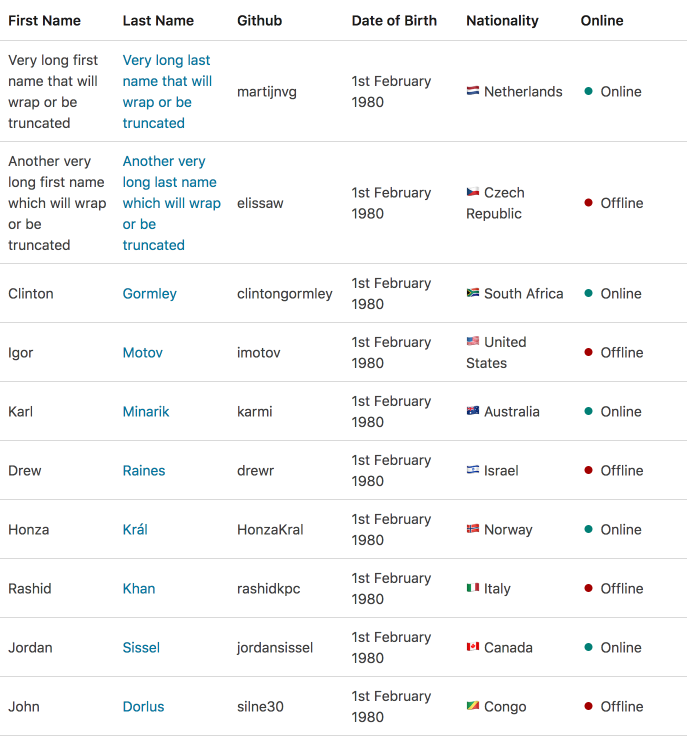 First Name Last Name Github Date of Birth Nationality Online
Very long first name that will wrap or be truncated Very long last name that will wrap or be truncated martijnvg 1st February 1980 Netherlands Online
Another very long first name which will wrap or be truncated Another very long last name which will wrap or be truncated elissaw 1st February 1980 Czech Republic Offline
Clinton Gormley clintongormley 1st February 1980 South Africa Online
Igor Motov imotov 1st February 1980 United States Offline
Karl Minarik karmi 1st February 1980 Australia Online
Drew Raines drewr 1st February 1980 Israel Offline
Honza Král HonzaKral 1st February 1980 Norway Online
Rashid Khan rashidkpc 1st February 1980 Italy Offline
Jordan Sissel jordansissel 1st February 1980 Canada Online
John Dorlus silne30 1st February 1980 Congo Offline